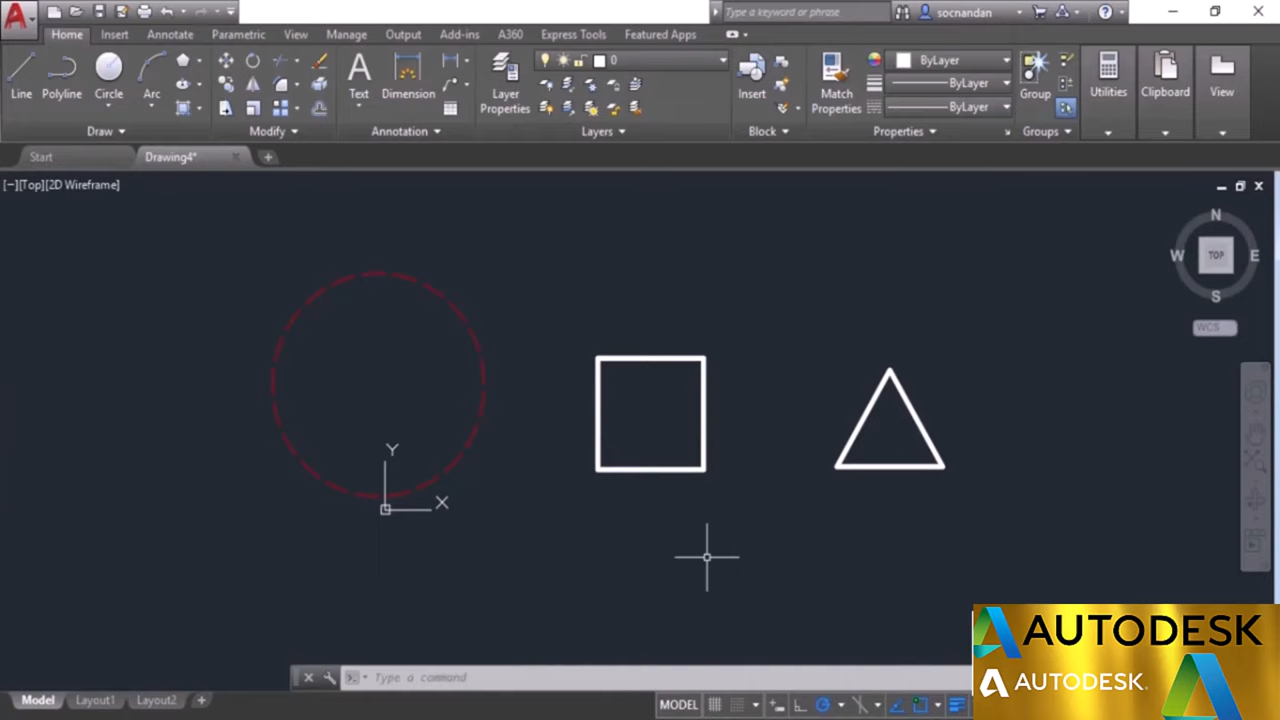 Type a keyword or phrase
socnandan
Home Insert Annotate Parametric View Manage Output Add-ins A360 Express Tools Featured Apps
0
ByLayer
ByLayer
ByLayer
Line Polyline Circle Arc
Text Dimension
Layer Properties
Insert
Match Properties
Group
Utilities Clipboard View
Draw Modify Annotation Layers Block Properties Groups
Start Drawing4*
[−][Top][2D Wireframe]
N
W TOP E
S
WCS
Y
X
AUTODESK
AUTODESK.
Type a command
Model Layout1 Layout2 +
MODEL